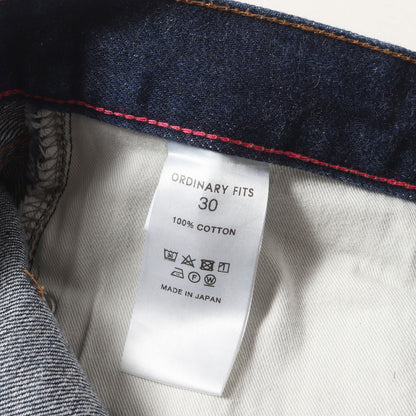 ORDINARY FITS
30
100% COTTON
F W
MADE IN JAPAN